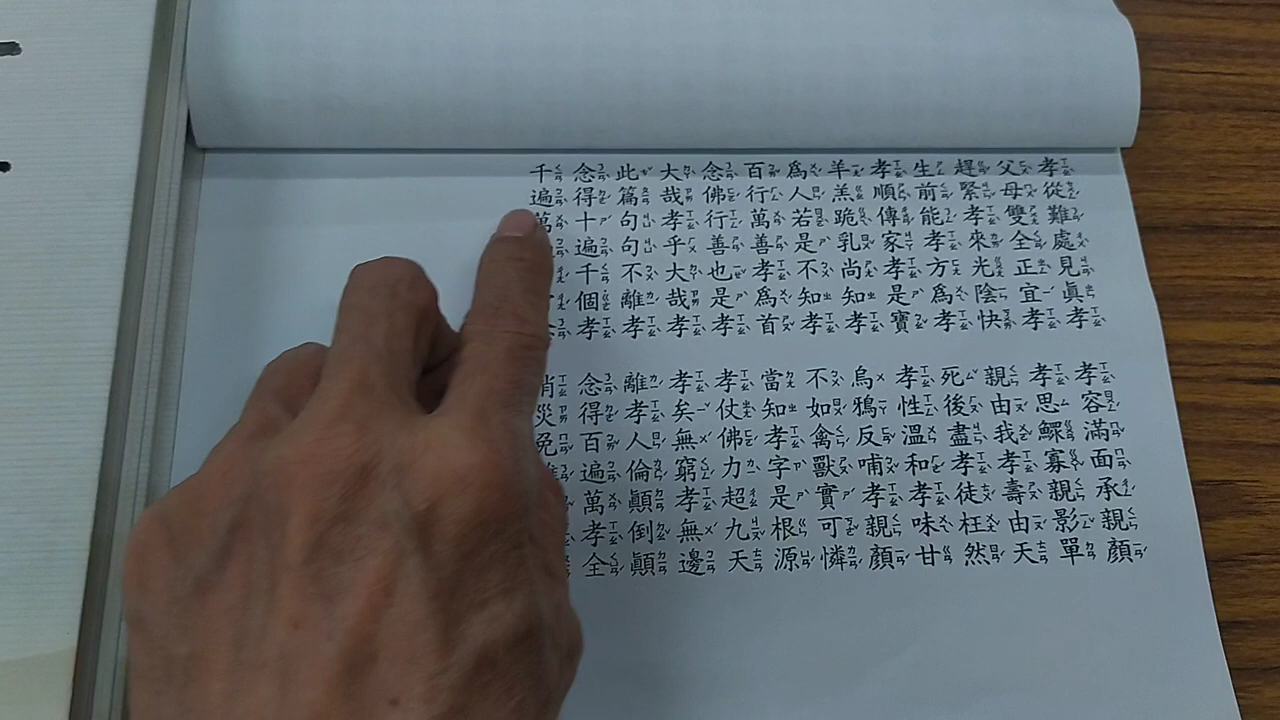 孝從難處見眞孝 孝容滿面承親顏
父母雙全正宜孝 孝思鰥寡親影單
趕緊孝來光陰快 親由我孝壽由天
生前能孝方為孝 死後盡孝徒枉然
孝順傳家孝是寶 孝性溫和孝味甘
羊羔跪乳尚知孝 烏鴉反哺孝親顏
為人若是不知孝 不如禽獸實可憐
百行萬善孝為首 當知孝字是根源
念佛行善也是孝 孝仗佛力超九天
大哉孝乎大哉孝 孝矣無窮孝無邊
此篇句句不離孝 離孝人倫顛倒顛
念得十遍千個孝 念得百遍萬孝全
千遍萬 消災免難